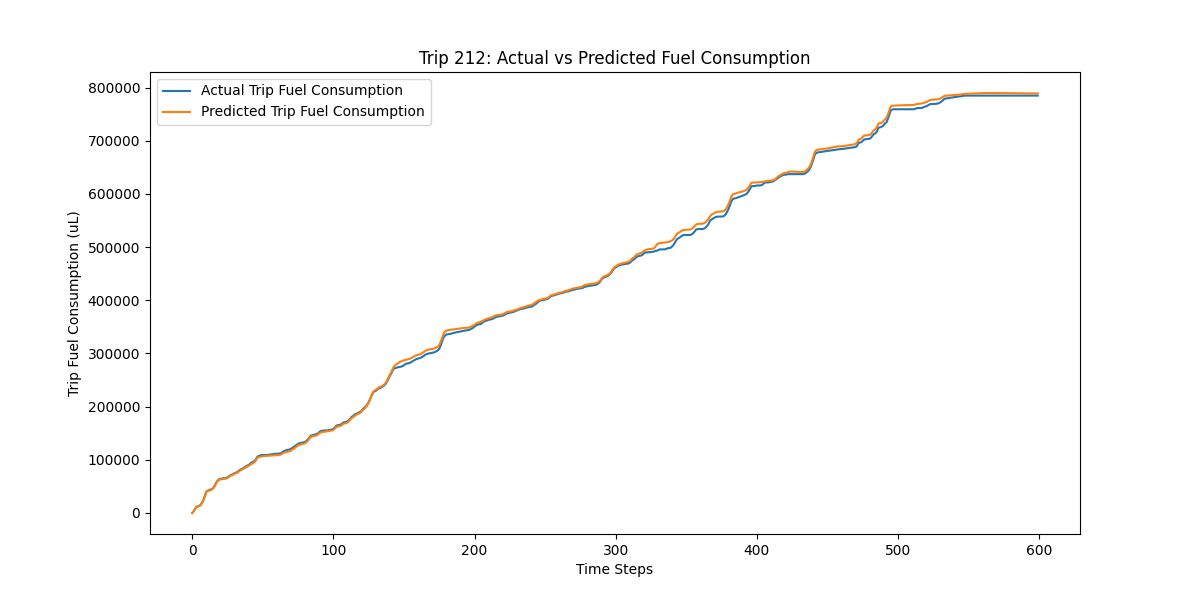 Trip 212: Actual vs Predicted Fuel Consumption
Actual Trip Fuel Consumption
Predicted Trip Fuel Consumption
800000
700000
600000
500000
400000
300000
200000
100000
0
Trip Fuel Consumption (uL)
0 100 200 300 400 500 600
Time Steps